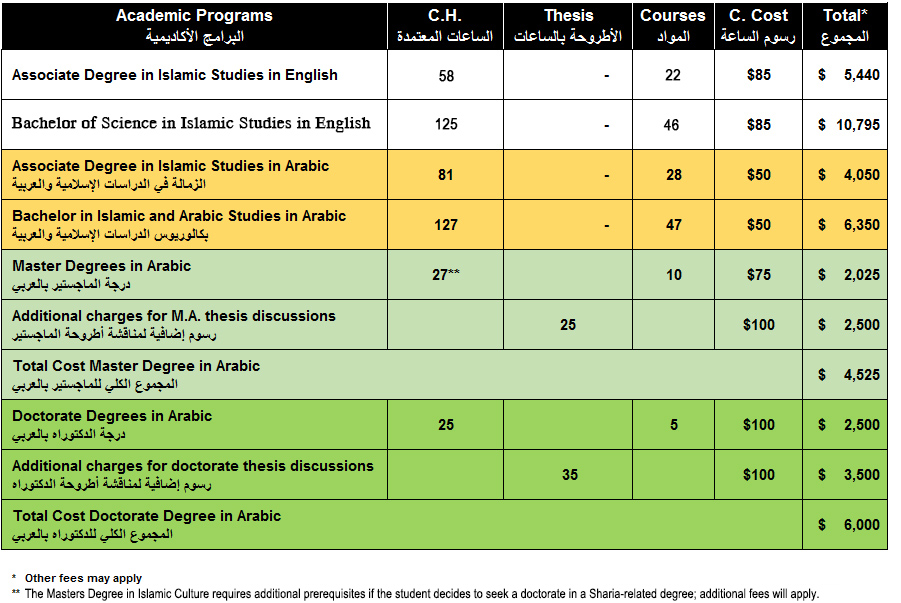 Academic Programs C.H. Thesis Courses C. Cost Total*
البرامج الأكاديمية الساعات المعتمدة الأطروحة بالساعات المواد رسوم الساعة المجموع
Associate Degree in Islamic Studies in English 58 - 22 $85 $ 5,440
Bachelor of Science in Islamic Studies in English 125 - 46 $85 $ 10,795
Associate Degree in Islamic Studies in Arabic 81 - 28 $50 $ 4,050
الزمالة في الدراسات الإسلامية والعربية
Bachelor in Islamic and Arabic Studies in Arabic 127 - 47 $50 $ 6,350
بكالوريوس الدراسات الإسلامية والعربية
Master Degrees in Arabic 27** 10 $75 $ 2,025
درجة الماجستير بالعربي
Additional charges for M.A. thesis discussions 25 $100 $ 2,500
رسوم إضافية لمناقشة أطروحة الماجستير
Total Cost Master Degree in Arabic $ 4,525
المجموع الكلي للماجستير بالعربي
Doctorate Degrees in Arabic 25 5 $100 $ 2,500
درجة الدكتوراه بالعربي
Additional charges for doctorate thesis discussions 35 $100 $ 3,500
رسوم إضافية لمناقشة أطروحة الدكتوراه
Total Cost Doctorate Degree in Arabic $ 6,000
المجموع الكلي للدكتوراه بالعربي
* Other fees may apply
** The Masters Degree in Islamic Culture requires additional prerequisites if the student decides to seek a doctorate in a Sharia-related degree; additional fees will apply.